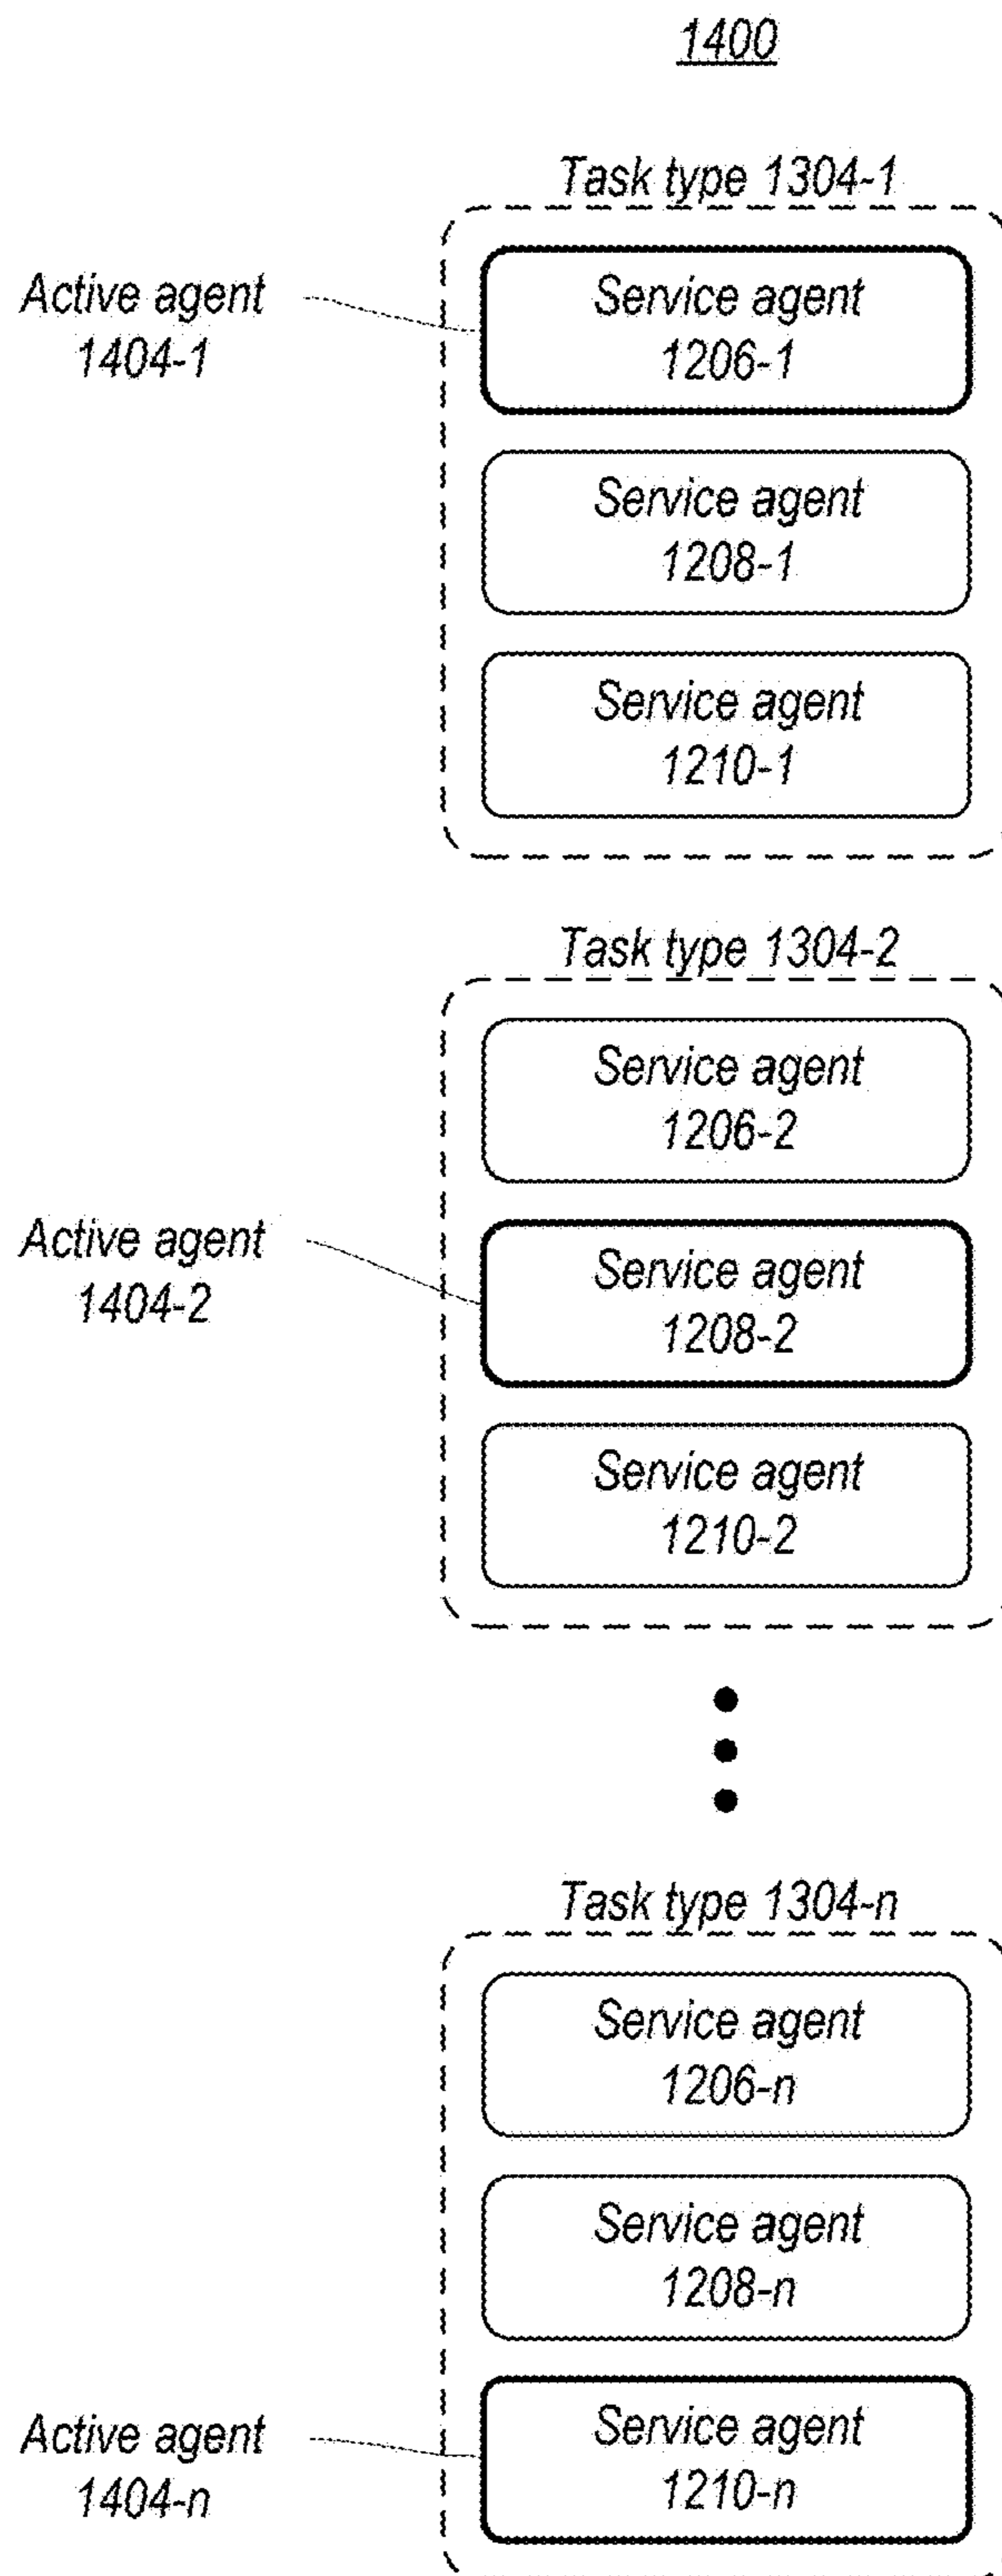 1400
Task type 1304-1
Active agent
1404-1
Service agent
1206-1
Service agent
1208-1
Service agent
1210-1
Task type 1304-2
Service agent
1206-2
Active agent
1404-2
Service agent
1208-2
Service agent
1210-2
Task type 1304-n
Service agent
1206-n
Service agent
1208-n
Active agent
1404-n
Service agent
1210-n